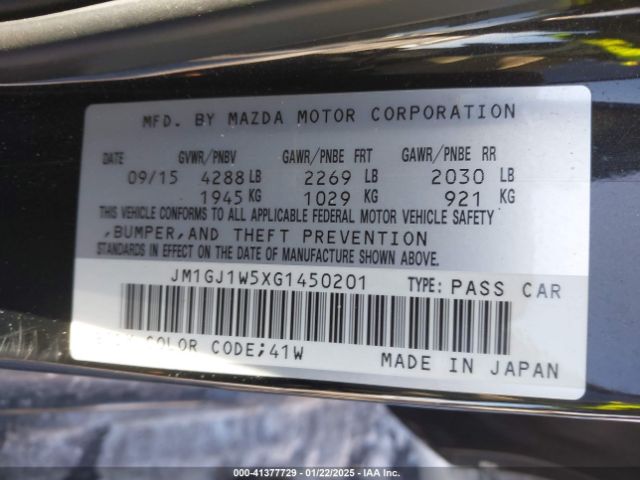 MFD. BY MAZDA MOTOR CORPORATION
DATE GVWR/PNBV GAWR/PNBE FRT GAWR/PNBE RR
09/15 4288 LB 2269 LB 2030 LB
1945 KG 1029 KG 921 KG
THIS VEHICLE CONFORMS TO ALL APPLICABLE FEDERAL MOTOR VEHICLE SAFETY
,BUMPER,AND THEFT PREVENTION
STANDARDS IN EFFECT ON THE DATE OF MANUFACTURE SHOWN ABOVE.
JM1GJ1W5XG1450201 TYPE: PASS CAR
COLOR CODE;41W MADE IN JAPAN
000-41377729 - 01/22/2025 - IAA Inc.